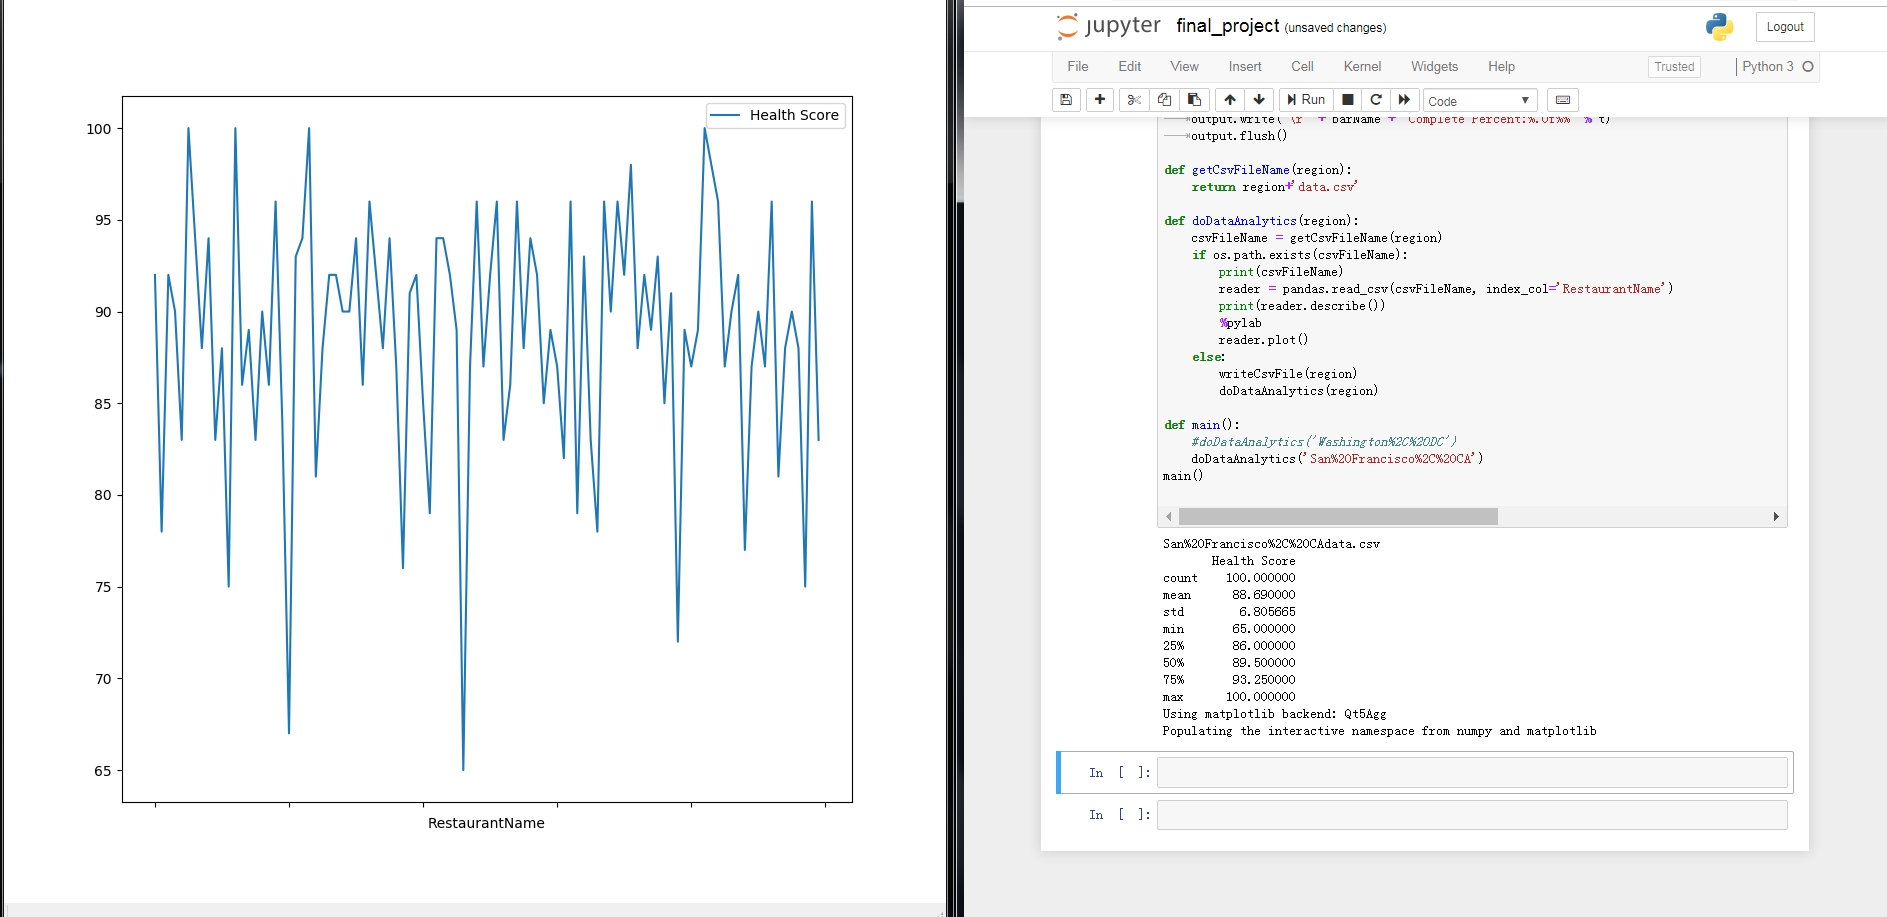 Health Score
100
95
90
85
80
75
70
65
RestaurantName
jupyter final_project (unsaved changes)
Logout
File Edit View Insert Cell Kernel Widgets Help
Trusted
Python 3
Run
Code
output.write("\r" + barName + "Complete Percent:%.0f%%" % t)
output.flush()
def getCsvFileName(region):
return region+'data.csv'
def doDataAnalytics(region):
csvFileName = getCsvFileName(region)
if os.path.exists(csvFileName):
print(csvFileName)
reader = pandas.read_csv(csvFileName, index_col='RestaurantName')
print(reader.describe())
%pylab
reader.plot()
else:
writeCsvFile(region)
doDataAnalytics(region)
def main():
#doDataAnalytics('Washington%2C%20DC')
doDataAnalytics('San%20Francisco%2C%20CA')
main()
San%20Francisco%2C%20CAdata.csv
Health Score
count 100.000000
mean 88.690000
std 6.805665
min 65.000000
25% 86.000000
50% 89.500000
75% 93.250000
max 100.000000
Using matplotlib backend: Qt5Agg
Populating the interactive namespace from numpy and matplotlib
In [ ]:
In [ ]: